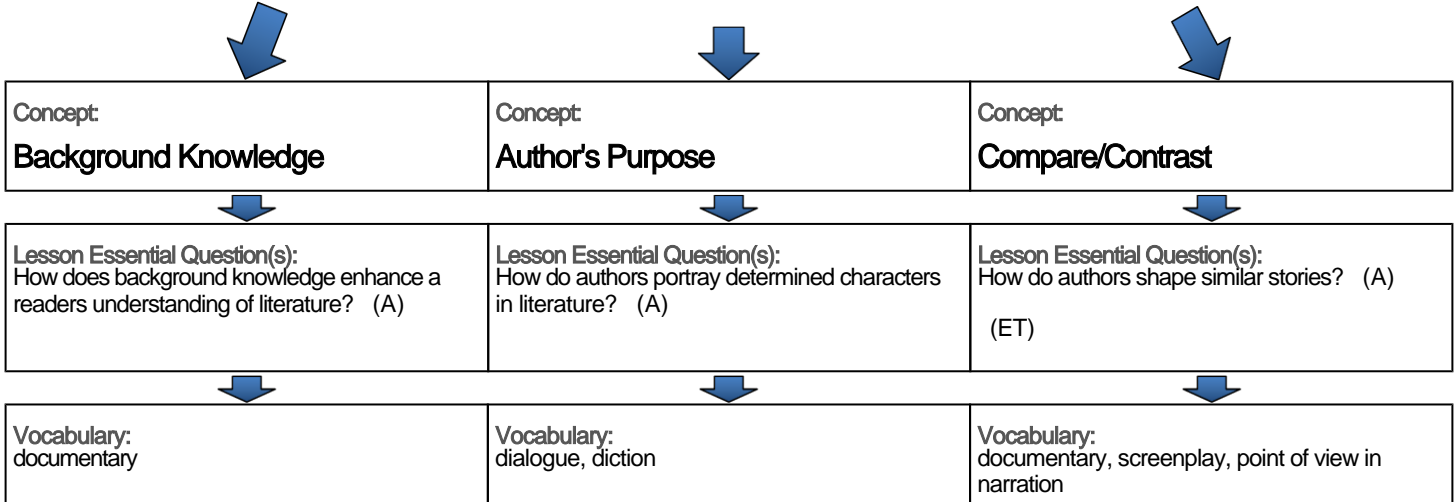 Concept:
Background Knowledge
Concept:
Author's Purpose
Concept:
Compare/Contrast
Lesson Essential Question(s):
How does background knowledge enhance a
readers understanding of literature? (A)
Lesson Essential Question(s):
How do authors portray determined characters
in literature? (A)
Lesson Essential Question(s):
How do authors shape similar stories? (A)
(ET)
Vocabulary:
documentary
Vocabulary:
dialogue, diction
Vocabulary:
documentary, screenplay, point of view in
narration